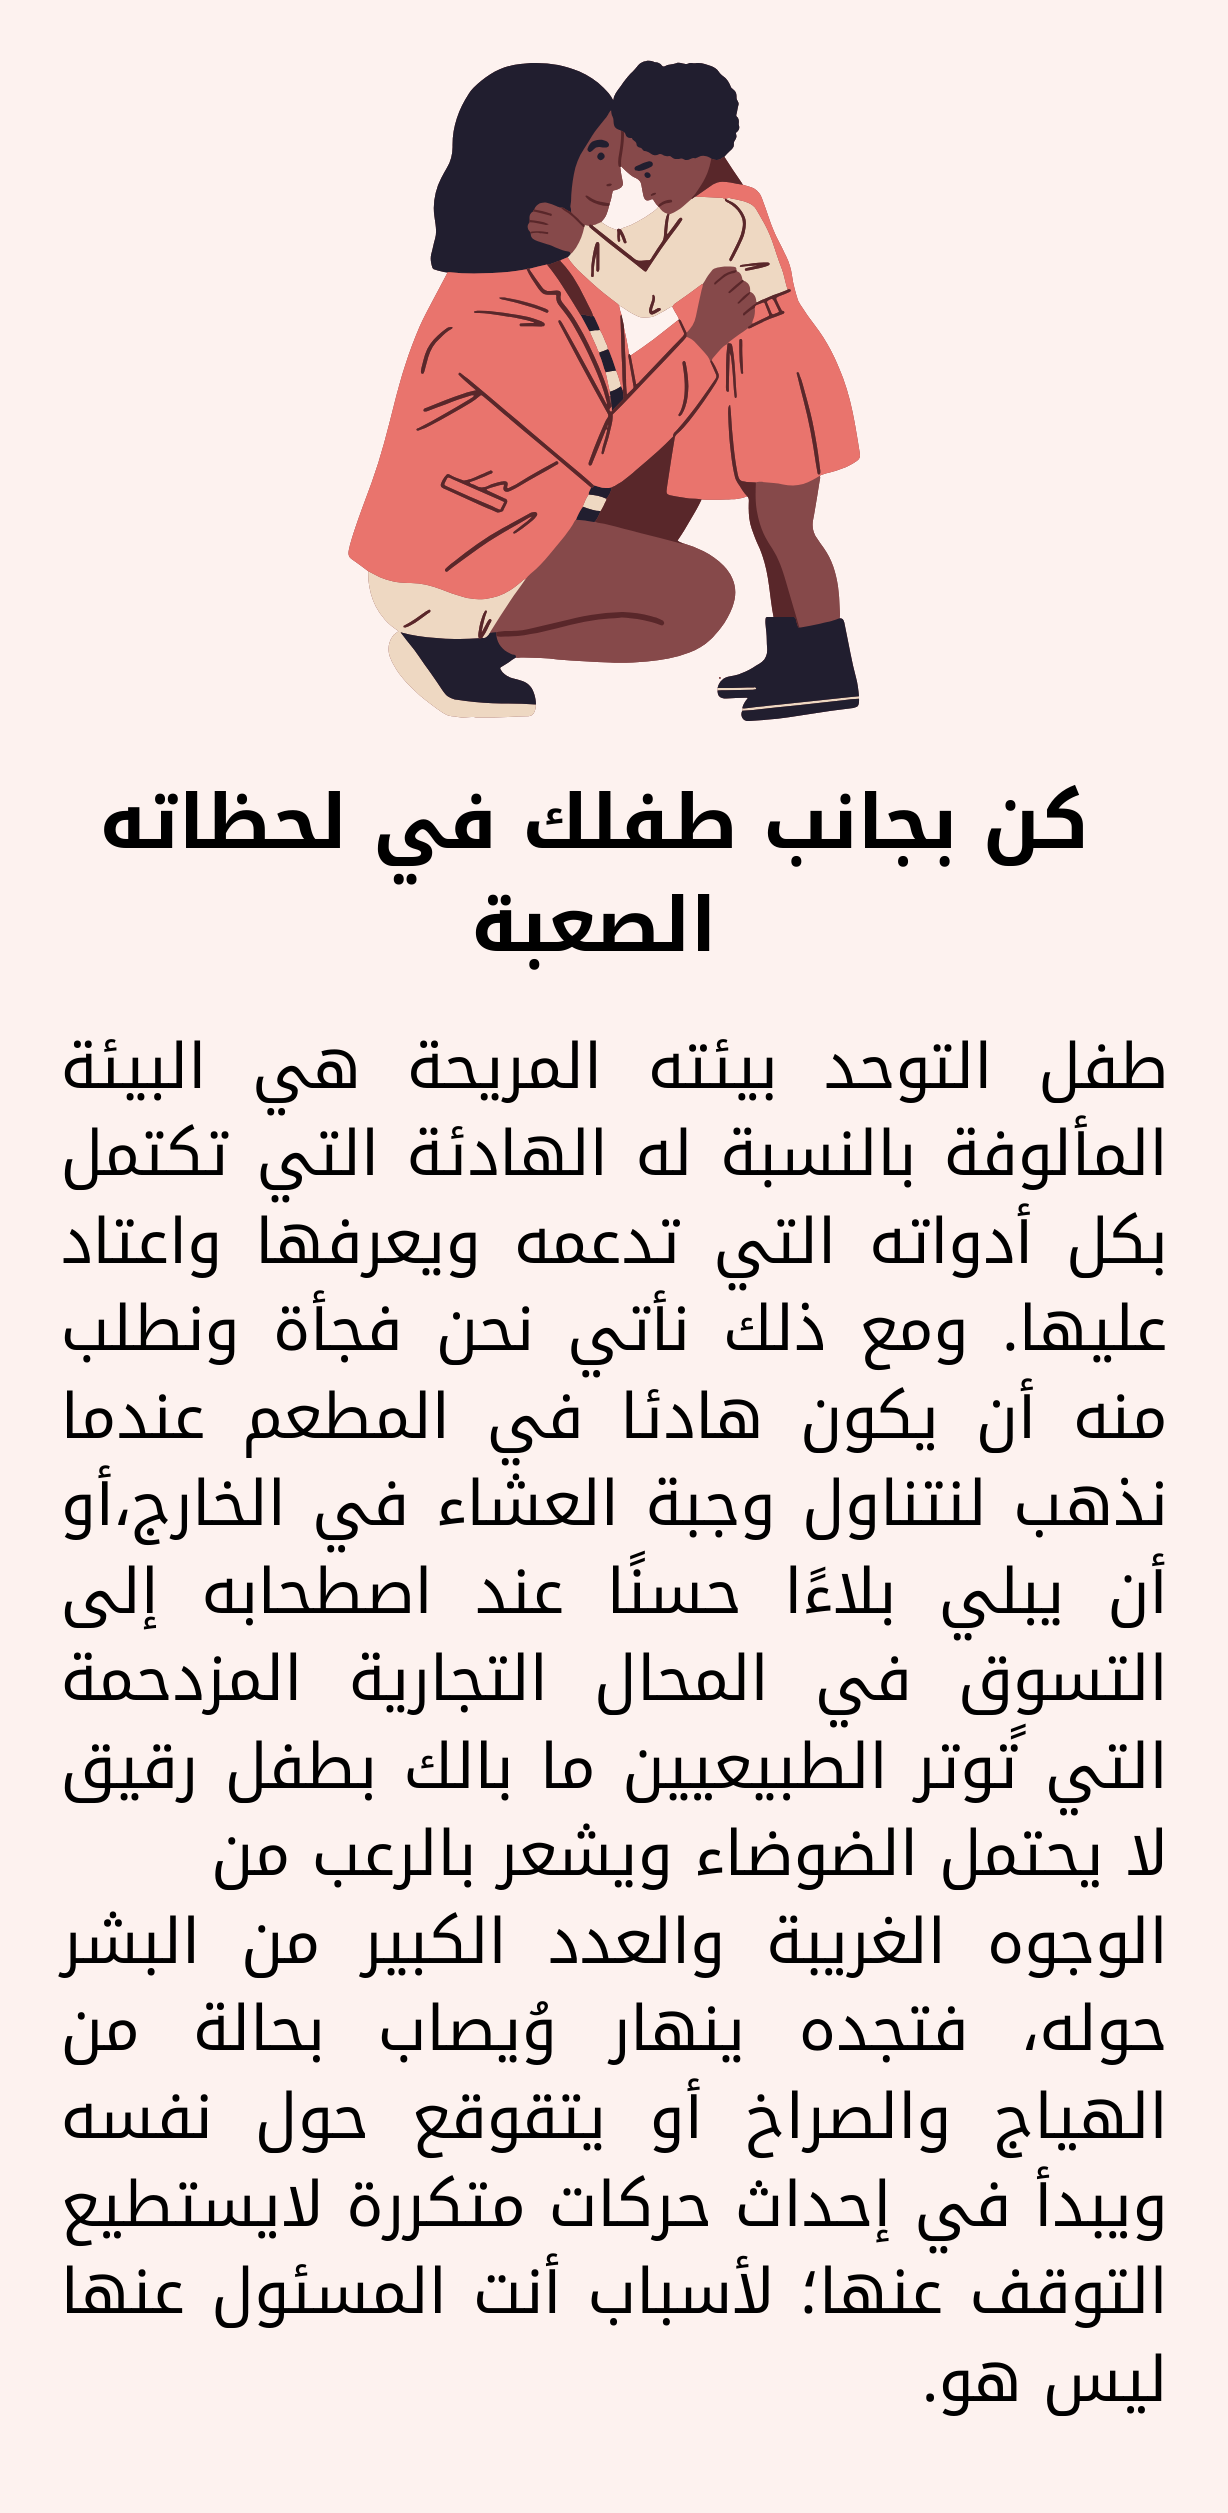 كن بجانب طفلك في لحظاته
الصعبة
طفل التوحد بيئته المريحة هي البيئة
المألوفة بالنسبة له الهادئة التي تكتمل
بكل أدواته التي تدعمه ويعرفها واعتاد
عليها. ومع ذلك نأتي نحن فجأة ونطلب
منه أن يكون هادئا في المطعم عندما
نذهب لنتناول وجبة العشاء في الخارج،أو
أن يبلي بلاءًا حسنًا عند اصطحابه إلى
التسوق في المحال التجارية المزدحمة
التي تًوتر الطبيعيين ما بالك بطفل رقيق
لا يحتمل الضوضاء ويشعر بالرعب من
الوجوه الغريبة والعدد الكبير من البشر
حوله، فتجده ينهار وُيصاب بحالة من
الهياج والصراخ أو يتقوقع حول نفسه
ويبدأ في إحداث حركات متكررة لايستطيع
التوقف عنها؛ لأسباب أنت المسئول عنها
ليس هو.